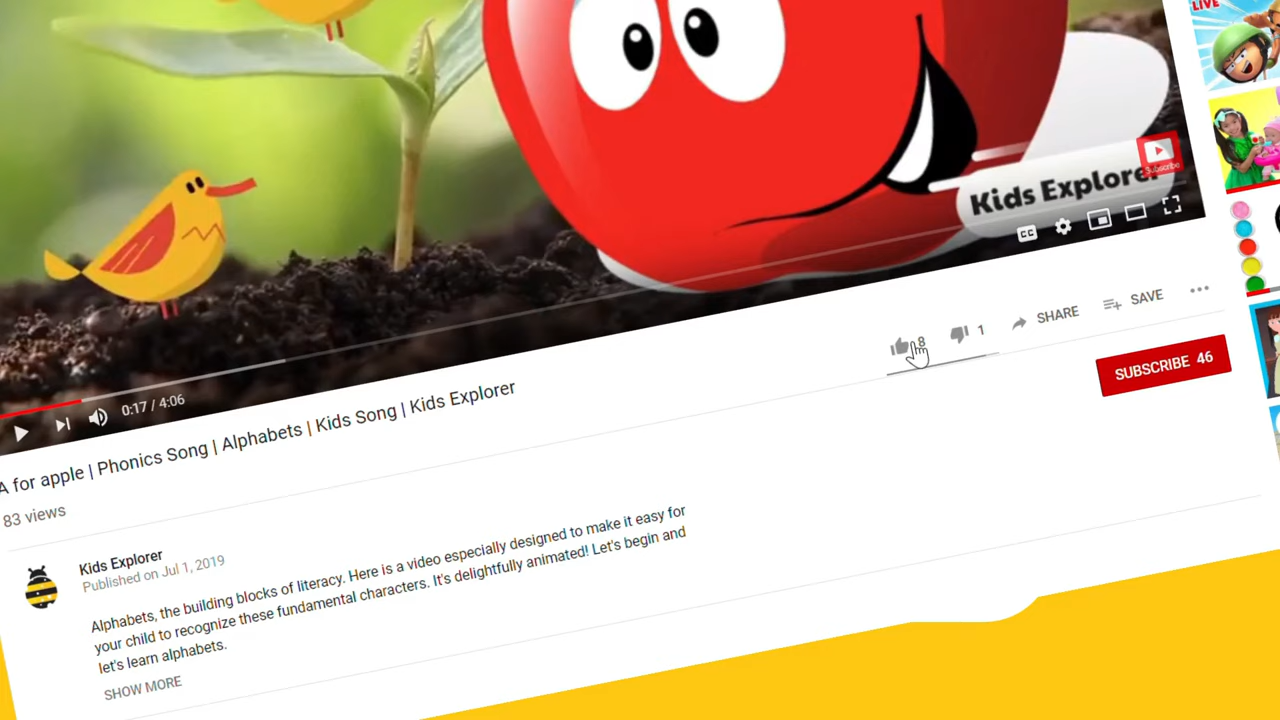 LIVE
Subscribe
Kids Explorer
CC
0:17 / 4:06
8
1
SHARE
SAVE
A for apple | Phonics Song | Alphabets | Kids Song | Kids Explorer
SUBSCRIBE 46
83 views
Kids Explorer
Published on Jul 1, 2019
Alphabets, the building blocks of literacy. Here is a video especially designed to make it easy for
your child to recognize these fundamental characters. It's delightfully animated! Let's begin and
let's learn alphabets.
SHOW MORE